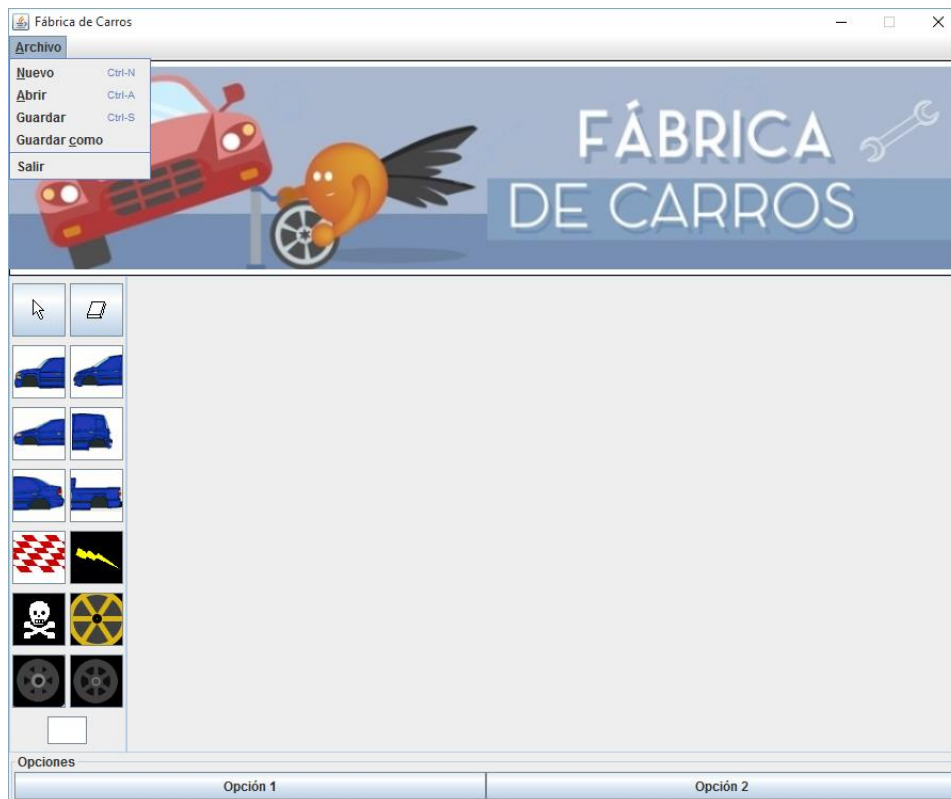 Fábrica de Carros
Archivo
Nuevo Ctrl-N
Abrir Ctrl-A
Guardar Ctrl-S
Guardar como
Salir
FÁBRICA
DE CARROS
Opciones
Opción 1 Opción 2